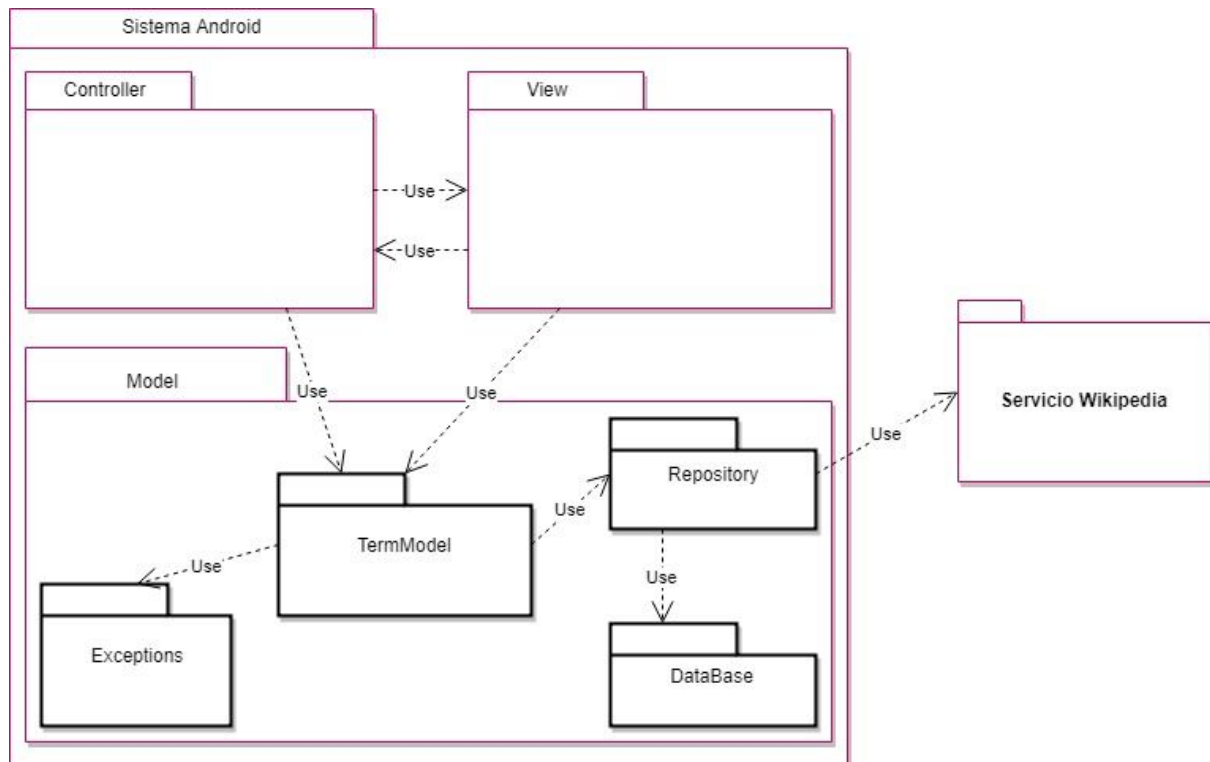 Sistema Android
Controller
View
Use
Use
Model
Use
Use
Servicio Wikipedia
Use
Repository
Use
TermModel
Use
Use
Exceptions
DataBase